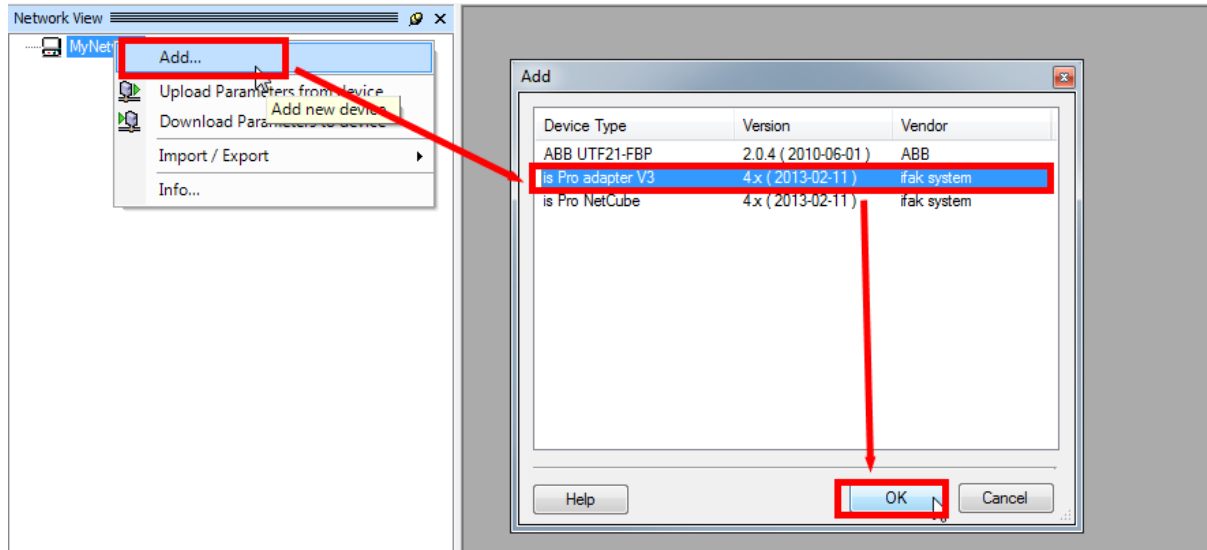 Network View
MyNet
Add...
Upload Parameters from device
Add new device
Download Parameters to device
Import / Export
Info...
Add
Device Type Version Vendor
ABB UTF21-FBP 2.0.4 ( 2010-06-01 ) ABB
is Pro adapter V3 4.x ( 2013-02-11 ) ifak system
is Pro NetCube 4.x ( 2013-02-11 ) ifak system
Help OK Cancel